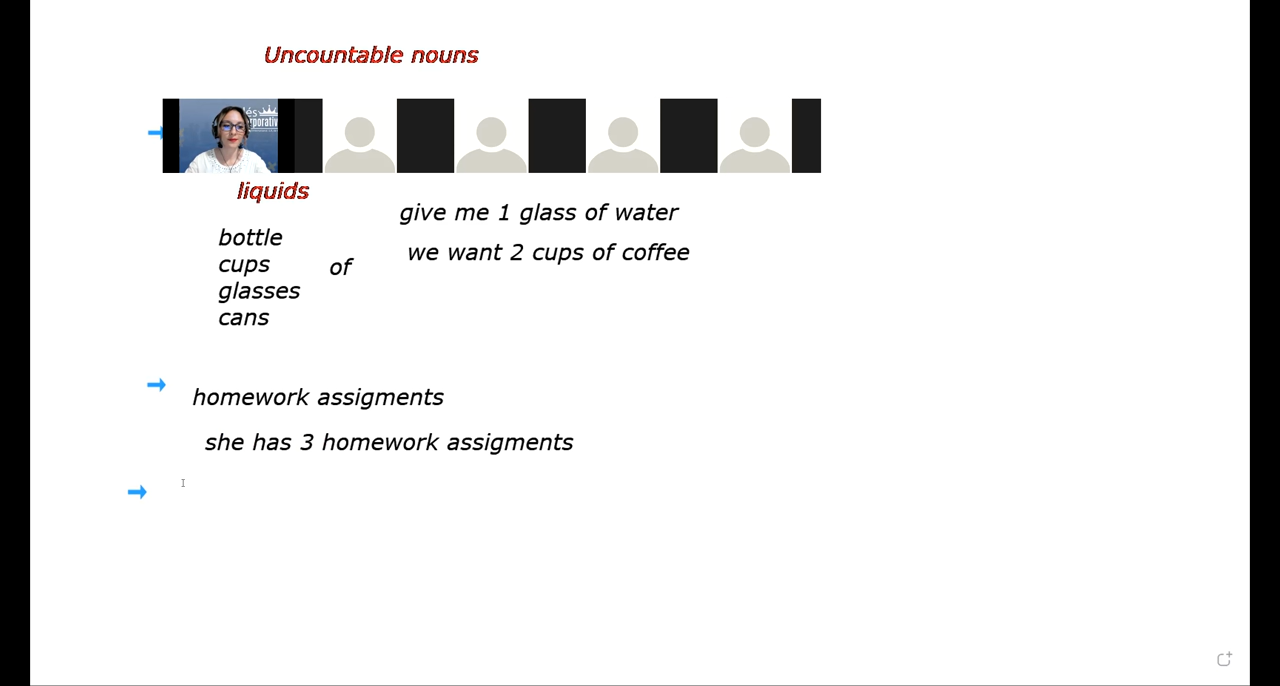 Uncountable nouns
liquids
give me 1 glass of water
we want 2 cups of coffee
bottle
cups
glasses
cans
of
homework assigments
she has 3 homework assigments